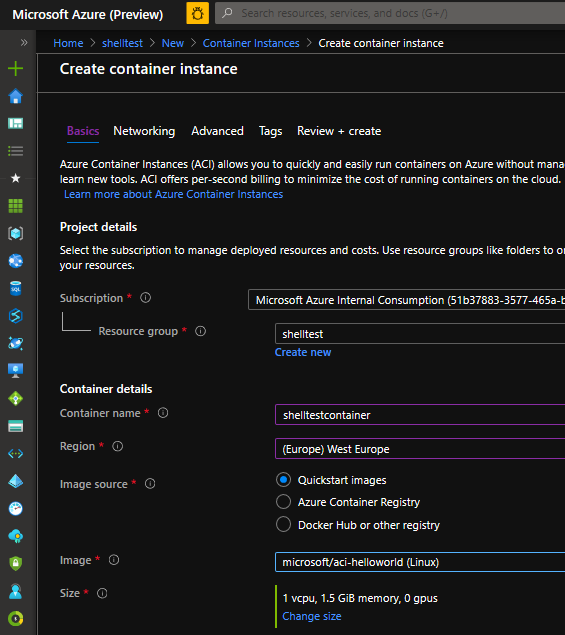 Microsoft Azure (Preview)
Search resources, services, and docs (G+/)
Home > shelltest > New > Container Instances > Create container instance
Create container instance
Basics Networking Advanced Tags Review + create
Azure Container Instances (ACI) allows you to quickly and easily run containers on Azure without mana
learn new tools. ACI offers per-second billing to minimize the cost of running containers on the cloud.
Learn more about Azure Container Instances
Project details
Select the subscription to manage deployed resources and costs. Use resource groups like folders to or
your resources.
Subscription *
Microsoft Azure Internal Consumption (51b37883-3577-465a-b
Resource group *
shelltest
Create new
Container details
Container name *
shelltestcontainer
Region *
(Europe) West Europe
Image source *
Quickstart images
Azure Container Registry
Docker Hub or other registry
Image *
microsoft/aci-helloworld (Linux)
Size *
1 vcpu, 1.5 GiB memory, 0 gpus
Change size